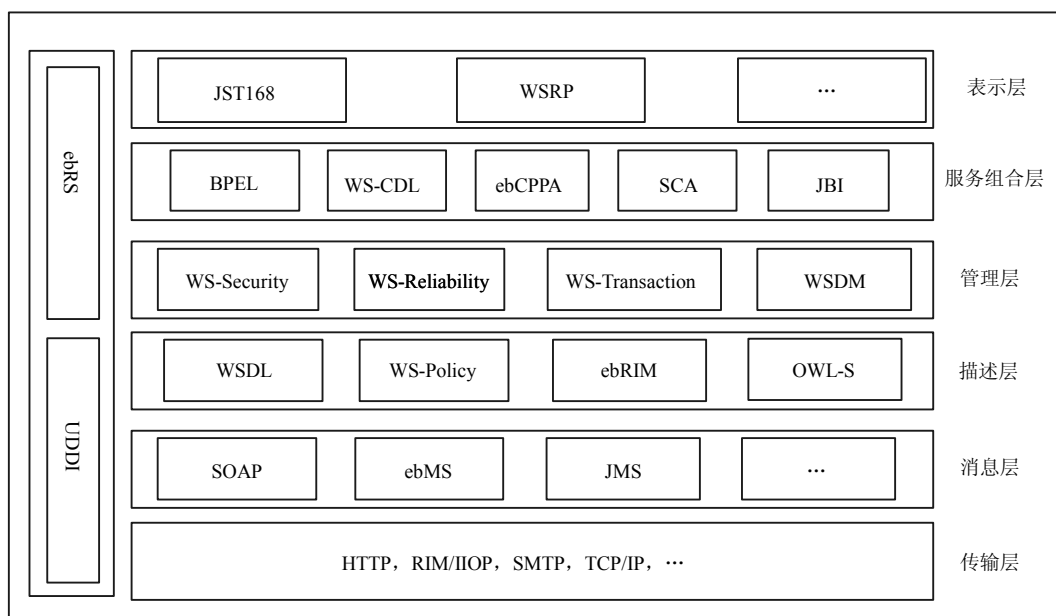 ebRS
UDDI
JST168
WSRP
…
表示层
BPEL
WS-CDL
ebCPPA
SCA
JBI
服务组合层
WS-Security
WS-Reliability
WS-Transaction
WSDM
管理层
WSDL
WS-Policy
ebRIM
OWL-S
描述层
SOAP
ebMS
JMS
…
消息层
HTTP，RIM/IIOP，SMTP，TCP/IP，…
传输层